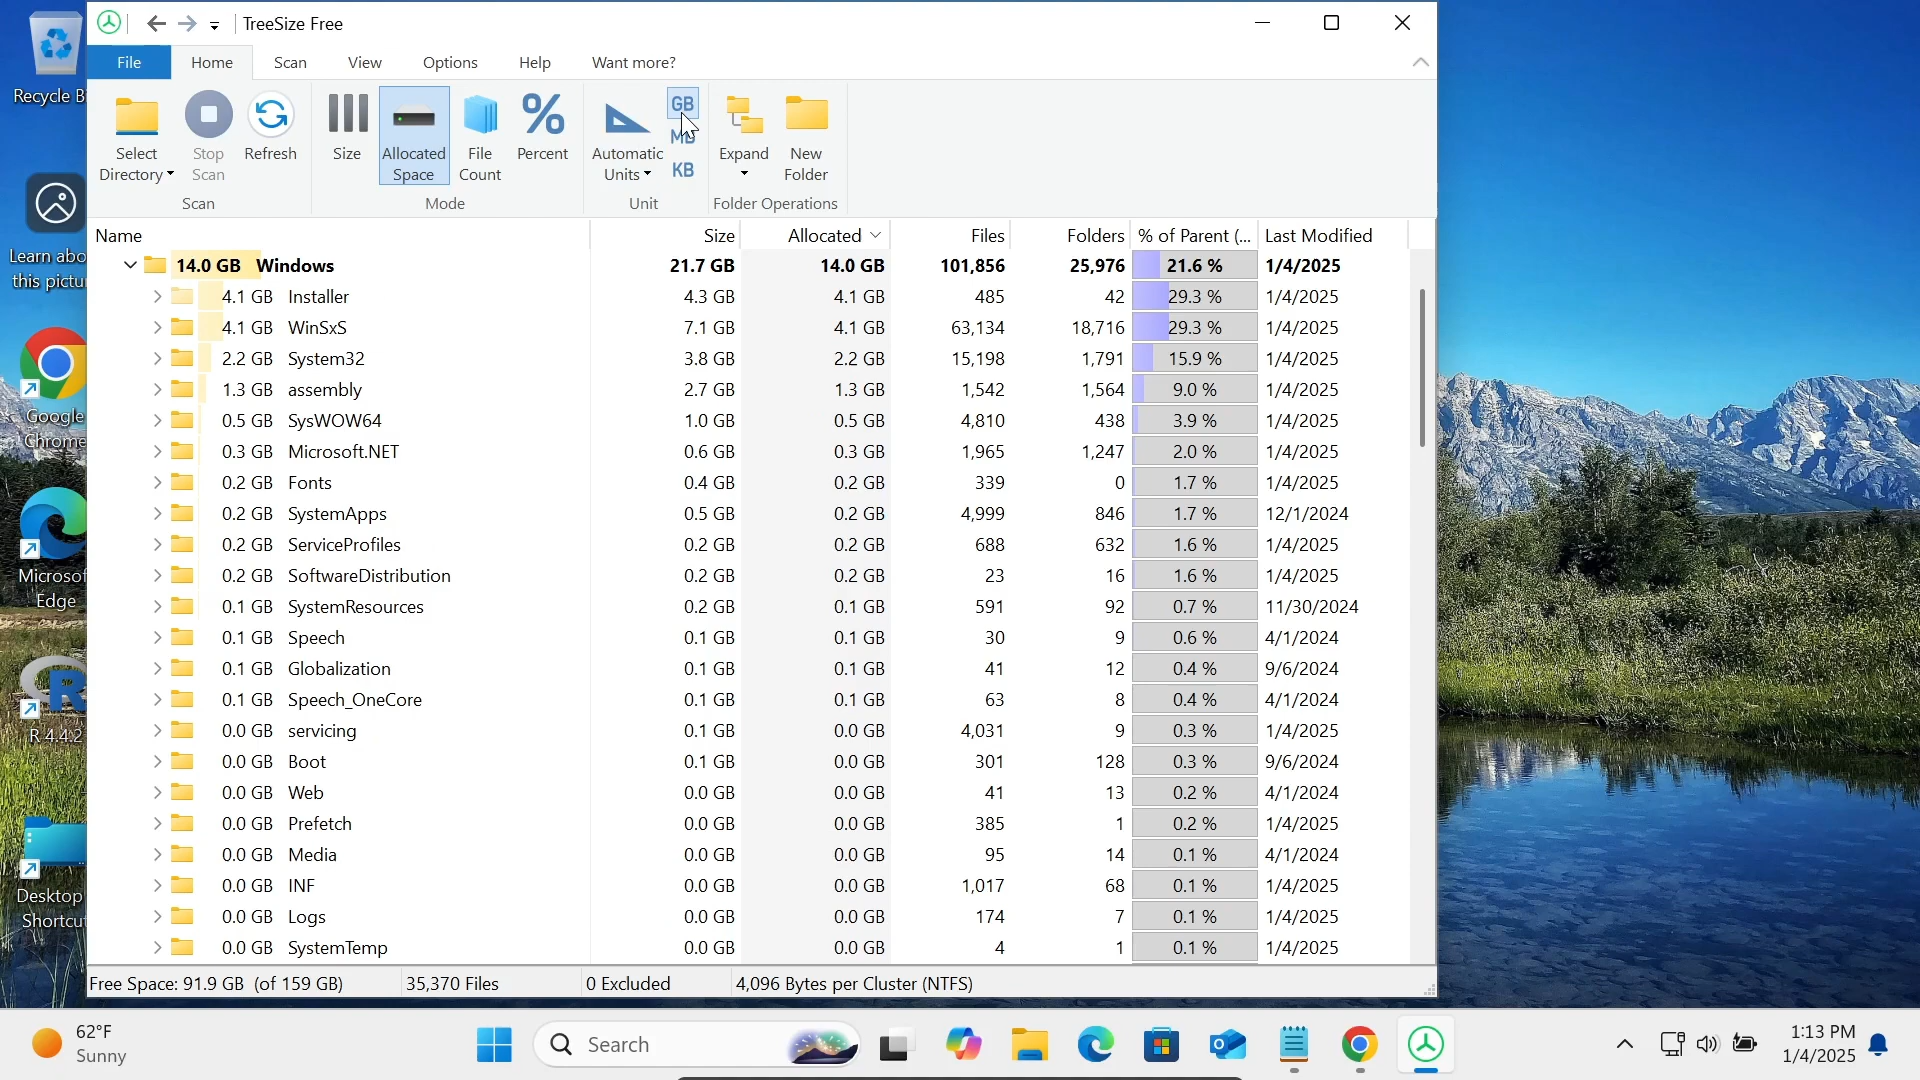 TreeSize Free
File Home Scan View Options Help Want more?
Select Directory
Stop Scan
Refresh
Size
Allocated Space
File Count
Percent
%
Automatic Units
GB
MB
KB
Expand
New Folder
Scan Mode Unit Folder Operations
Name Size Allocated Files Folders % of Parent (... Last Modified
14.0 GB Windows 21.7 GB 14.0 GB 101,856 25,976 21.6 % 1/4/2025
4.1 GB Installer 4.3 GB 4.1 GB 485 42 29.3 % 1/4/2025
4.1 GB WinSxS 7.1 GB 4.1 GB 63,134 18,716 29.3 % 1/4/2025
2.2 GB System32 3.8 GB 2.2 GB 15,198 1,791 15.9 % 1/4/2025
1.3 GB assembly 2.7 GB 1.3 GB 1,542 1,564 9.0 % 1/4/2025
0.5 GB SysWOW64 1.0 GB 0.5 GB 4,810 438 3.9 % 1/4/2025
0.3 GB Microsoft.NET 0.6 GB 0.3 GB 1,965 1,247 2.0 % 1/4/2025
0.2 GB Fonts 0.4 GB 0.2 GB 339 0 1.7 % 1/4/2025
0.2 GB SystemApps 0.5 GB 0.2 GB 4,999 846 1.7 % 12/1/2024
0.2 GB ServiceProfiles 0.2 GB 0.2 GB 688 632 1.6 % 1/4/2025
0.2 GB SoftwareDistribution 0.2 GB 0.2 GB 23 16 1.6 % 1/4/2025
0.1 GB SystemResources 0.2 GB 0.1 GB 591 92 0.7 % 11/30/2024
0.1 GB Speech 0.1 GB 0.1 GB 30 9 0.6 % 4/1/2024
0.1 GB Globalization 0.1 GB 0.1 GB 41 12 0.4 % 9/6/2024
0.1 GB Speech_OneCore 0.1 GB 0.1 GB 63 8 0.4 % 4/1/2024
0.0 GB servicing 0.1 GB 0.0 GB 4,031 9 0.3 % 1/4/2025
0.0 GB Boot 0.1 GB 0.0 GB 301 128 0.3 % 9/6/2024
0.0 GB Web 0.0 GB 0.0 GB 41 13 0.2 % 4/1/2024
0.0 GB Prefetch 0.0 GB 0.0 GB 385 1 0.2 % 1/4/2025
0.0 GB Media 0.0 GB 0.0 GB 95 14 0.1 % 4/1/2024
0.0 GB INF 0.0 GB 0.0 GB 1,017 68 0.1 % 1/4/2025
0.0 GB Logs 0.0 GB 0.0 GB 174 7 0.1 % 1/4/2025
0.0 GB SystemTemp 0.0 GB 0.0 GB 4 1 0.1 % 1/4/2025
Free Space: 91.9 GB (of 159 GB) 35,370 Files 0 Excluded 4,096 Bytes per Cluster (NTFS)
Recycle Bi
Learn abo
this pictu
Google
Chrome
Microsof
Edge
R 4.4.2
Desktop
Shortcu
62°F
Sunny
Search
1:13 PM
1/4/2025